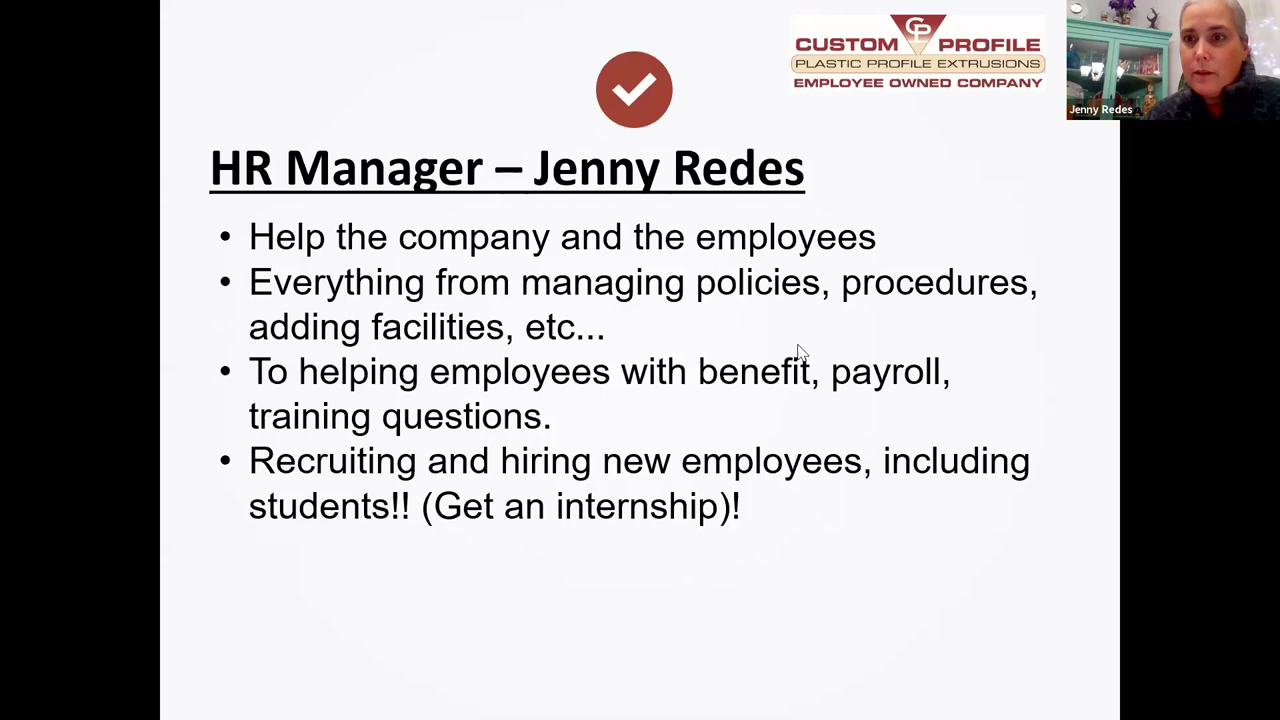 CP
CUSTOM PROFILE
PLASTIC PROFILE EXTRUSIONS
EMPLOYEE OWNED COMPANY
Jenny Redes
HR Manager – Jenny Redes
• Help the company and the employees
• Everything from managing policies, procedures,
adding facilities, etc...
• To helping employees with benefit, payroll,
training questions.
• Recruiting and hiring new employees, including
students!! (Get an internship)!